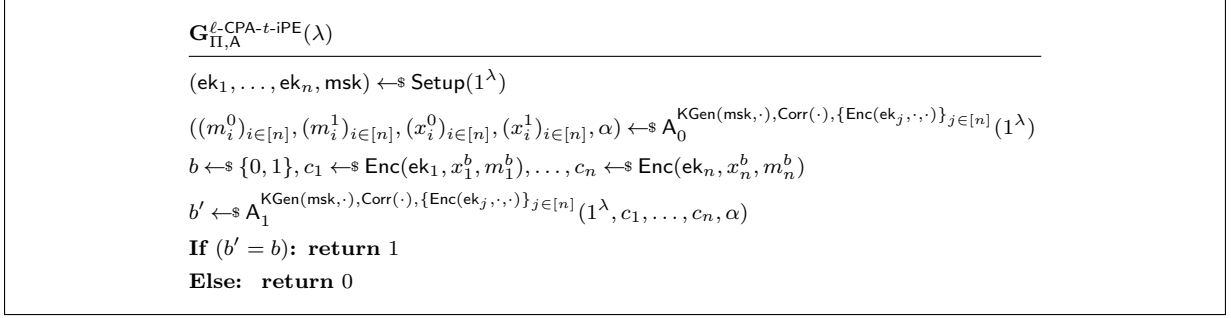 G^{ℓ-CPA-t-iPE}_{Π,A}(λ)
(ek_1, …, ek_n, msk) ←$ Setup(1^λ)
((m_i^0)_{i∈[n]}, (m_i^1)_{i∈[n]}, (x_i^0)_{i∈[n]}, (x_i^1)_{i∈[n]}, α) ←$ A_0^{KGen(msk,·),Corr(·),{Enc(ek_j,·,·)}_{j∈[n]}}(1^λ)
b ←$ {0, 1}, c_1 ←$ Enc(ek_1, x_1^b, m_1^b), …, c_n ←$ Enc(ek_n, x_n^b, m_n^b)
b′ ←$ A_1^{KGen(msk,·),Corr(·),{Enc(ek_j,·,·)}_{j∈[n]}}(1^λ, c_1, …, c_n, α)
If (b′ = b): return 1
Else: return 0